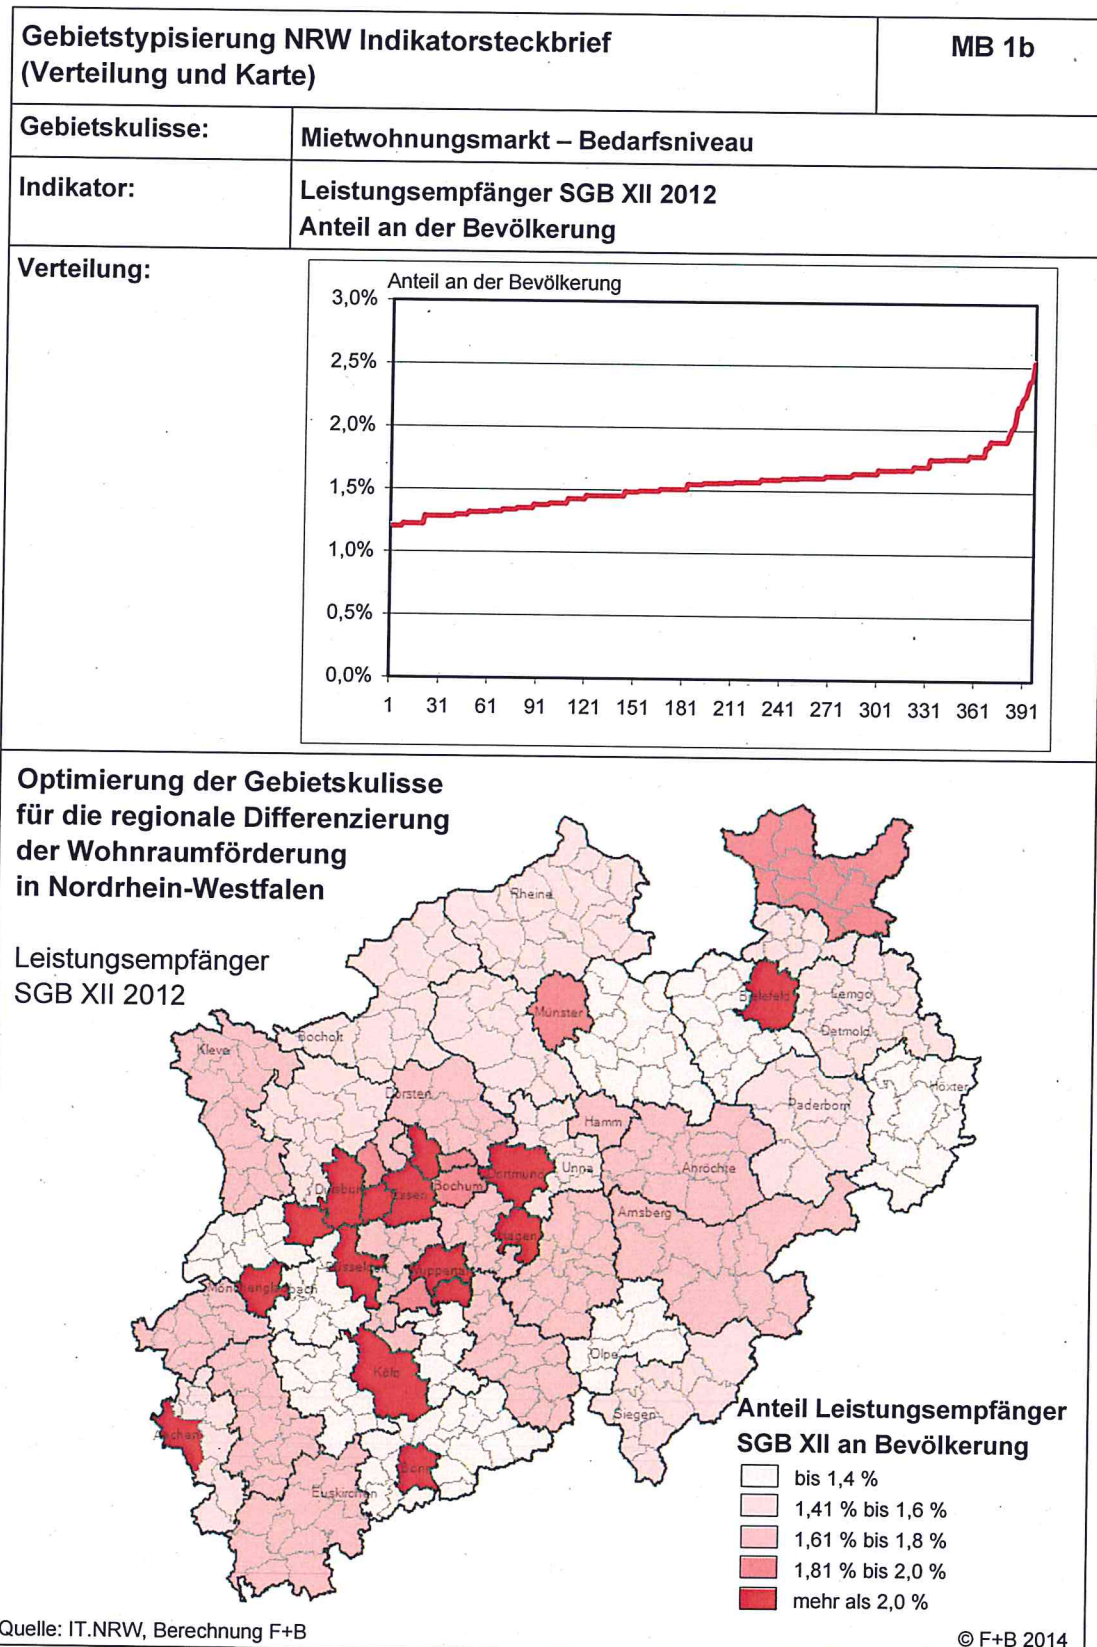 Gebietstypisierung NRW Indikatorsteckbrief
(Verteilung und Karte)
MB 1b
Gebietskulisse:
Mietwohnungsmarkt – Bedarfsniveau
Indikator:
Leistungsempfänger SGB XII 2012
Anteil an der Bevölkerung
Verteilung:
Anteil an der Bevölkerung
3,0%
2,5%
2,0%
1,5%
1,0%
0,5%
0,0%
1 31 61 91 121 151 181 211 241 271 301 331 361 391
Optimierung der Gebietskulisse
für die regionale Differenzierung
der Wohnraumförderung
in Nordrhein-Westfalen
Leistungsempfänger
SGB XII 2012
Rheine
Münster
Bielefeld
Lemgo
Detmold
Bocholt
Kleve
Höxter
Dorsten
Paderborn
Hamm
Unna
Anröchte
Dortmund
Duisburg
Essen
Bochum
Arnsberg
Hagen
Düsseldorf
Wuppertal
Mönchengladbach
Köln
Olpe
Siegen
Aachen
Bonn
Euskirchen
Anteil Leistungsempfänger
SGB XII an Bevölkerung
bis 1,4 %
1,41 % bis 1,6 %
1,61 % bis 1,8 %
1,81 % bis 2,0 %
mehr als 2,0 %
Quelle: IT.NRW, Berechnung F+B
© F+B 2014